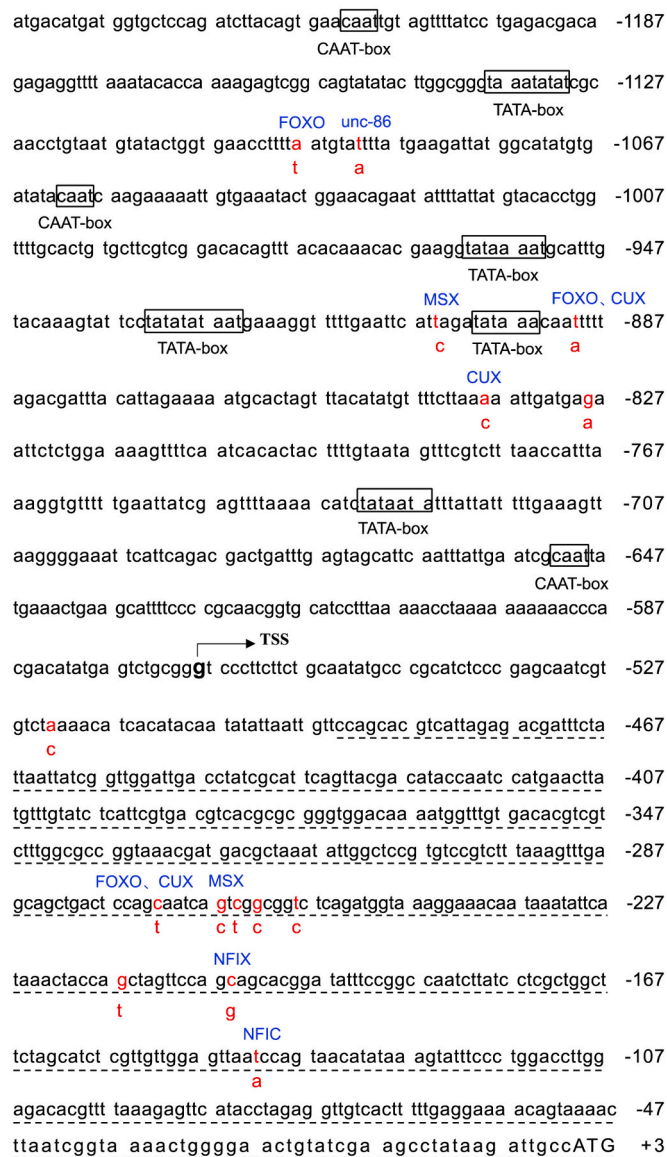 atgacatgat ggtgctccag atcttacagt gaacaattgt agttttatcc tgagacgaca -1187
CAAT-box
gagaggtttt aaatacacca aaagagtcgg cagtatatac ttggcgggta aatatatcgc -1127
TATA-box
FOXO unc-86
aacctgtaat gtatactggt gaacctttta atgtattttа tgaagattat ggcatatgtg -1067
t a
atatacaatc aagaaaaatt gtgaaatact ggaacagaat attttattat gtacacctgg -1007
CAAT-box
ttttgcactg tgcttcgtcg gacacagttt acacaaacac gaaggtataa aatgcatttg -947
TATA-box
MSX FOXO、CUX
tacaaagtat tcctatatat aatgaaaggt ttttgaattc attagatata aacaattttt -887
TATA-box c TATA-box a
CUX
agacgattta cattagaaaa atgcactagt ttacatatgt tttcttaaaa attgatgaga -827
c a
attctctgga aaagttttca atcacactac ttttgtaata gtttcgtctt taaccattta -767
aaggtgtttt tgaattatcg agttttaaaa catctataat atttattatt tttgaaagtt -707
TATA-box
aaggggaaat tcattcagac gactgatttg agtagcattc aatttattga atcgcaatta -647
CAAT-box
tgaaactgaa gcattttccc cgcaacggtg catcctttaa aaacctaaaa aaaaaaccca -587
TSS
cgacatatga gtctgcgggt cccttcttct gcaatatgcc cgcatctccc gagcaatcgt -527
gtctaaaaca tcacatacaa tatattaatt gttccagcac gtcattagag acgatttcta -467
c
ttaattatcg gttggattga cctatcgcat tcagttacga cataccaatc catgaactta -407
tgtttgtatc tcattcgtga cgtcacgcgc gggtggacaa aatggtttgt gacacgtcgt -347
ctttggcgcc ggtaaacgat gacgctaaat attggctccg tgtccgtctt taaagtttga -287
FOXO、CUX MSX
gcagctgact ccagcaatca gtcggcggtc tcagatggta aaggaaacaa taaatattca -227
t c t c c
taaactacca gctagttcca gcagcacgga tatttccggc caatcttatc ctcgctggct -167
NFIX
t g
NFIC
tctagcatct cgttgttgga gttaatccag taacatataa agtatttccc tggaccttgg -107
a
agacacgttt taaagagttc atacctagag gttgtcactt tttgaggaaa acagtaaaac -47
ttaatcggta aaactgggga actgtatcga agcctataag attgccATG +3